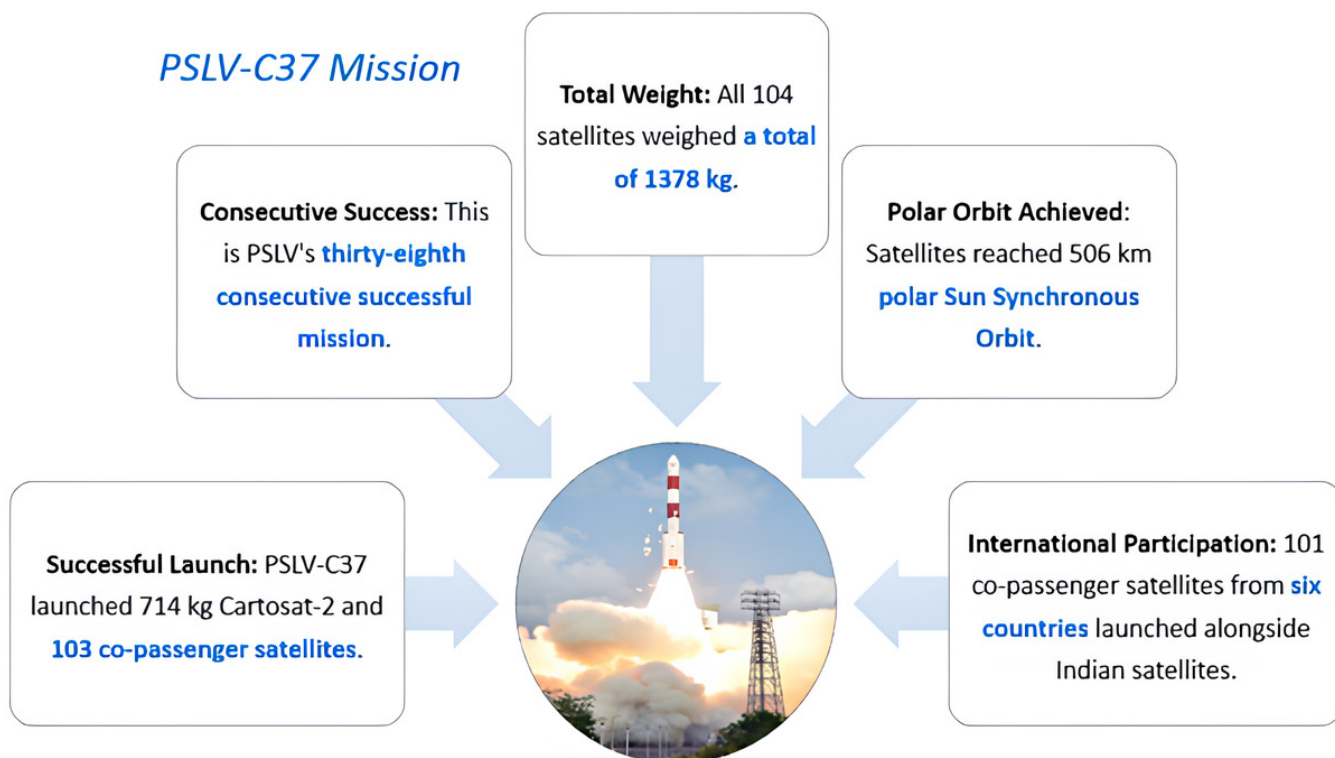 PSLV-C37 Mission
Total Weight: All 104
satellites weighed a total
of 1378 kg.
Consecutive Success: This
is PSLV's thirty-eighth
consecutive successful
mission.
Polar Orbit Achieved:
Satellites reached 506 km
polar Sun Synchronous
Orbit.
Successful Launch: PSLV-C37
launched 714 kg Cartosat-2 and
103 co-passenger satellites.
International Participation: 101
co-passenger satellites from six
countries launched alongside
Indian satellites.